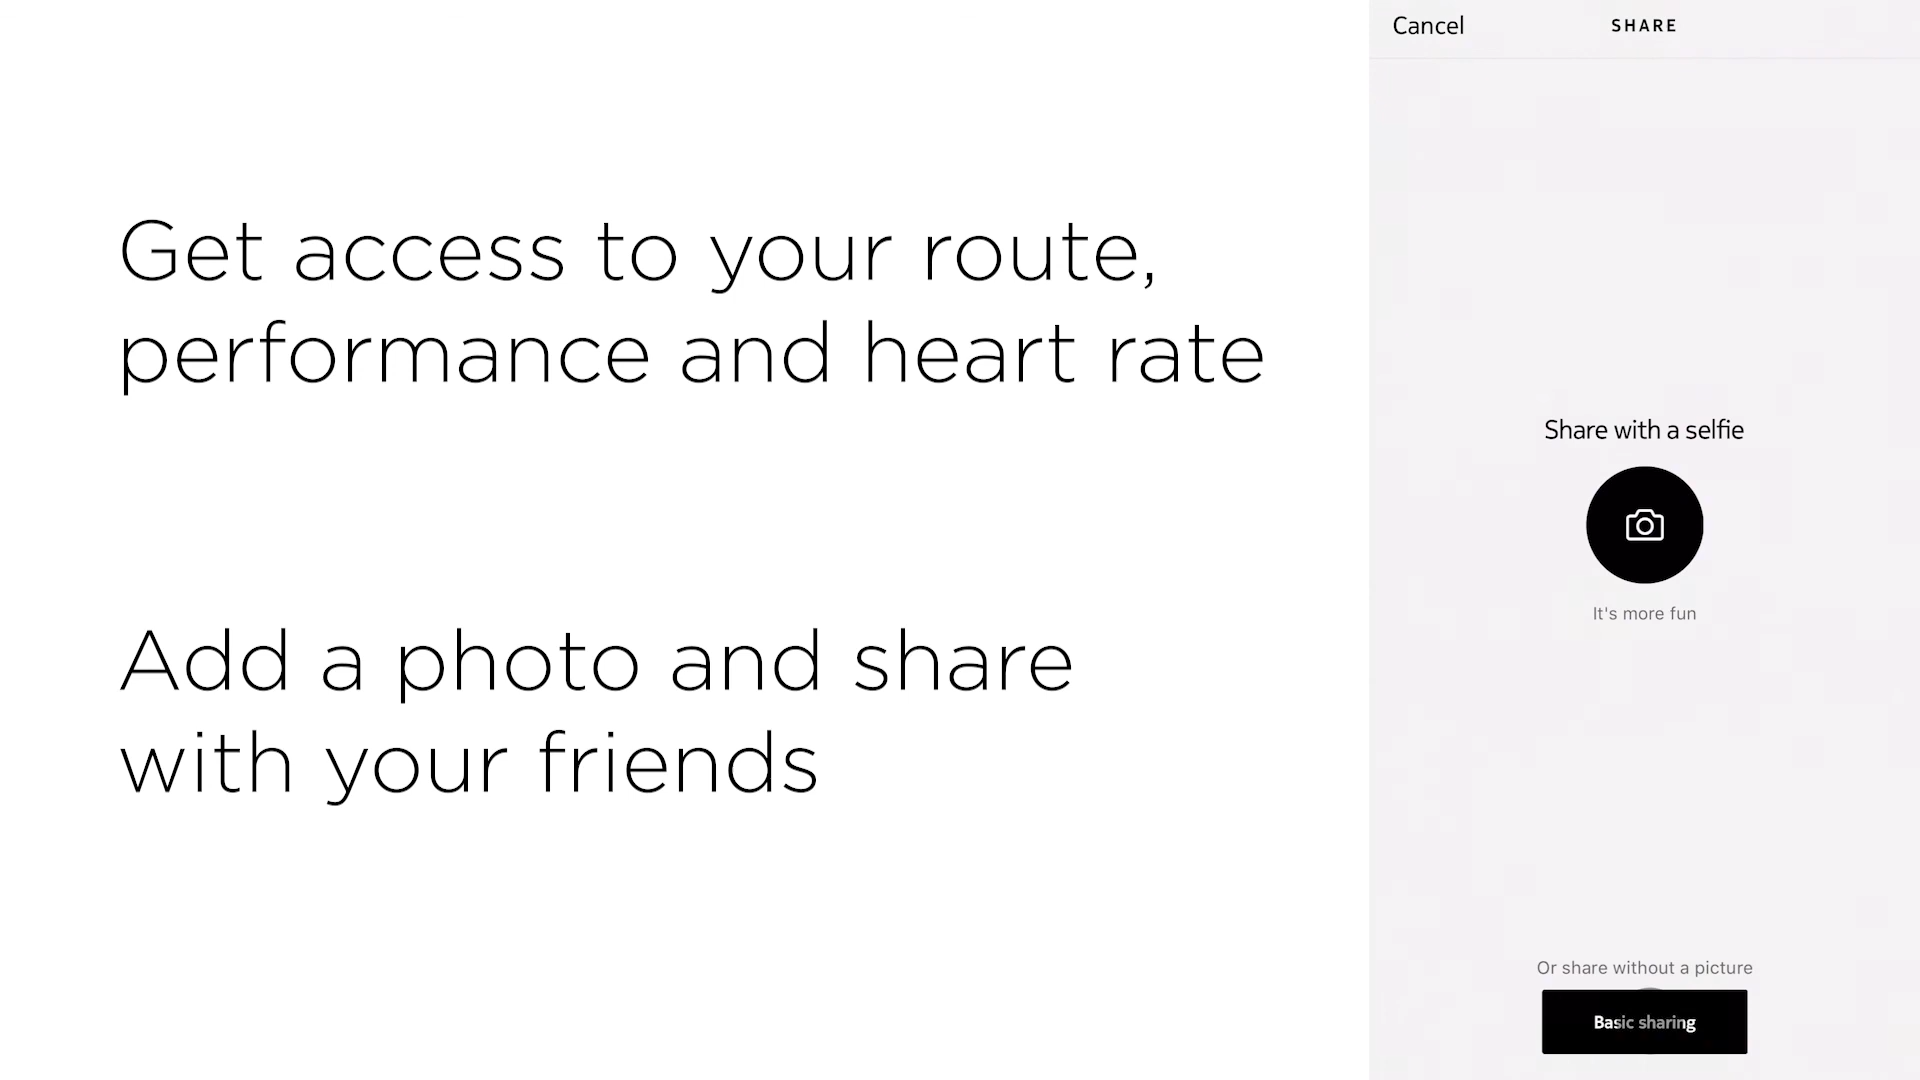 Get access to your route,
performance and heart rate
Add a photo and share
with your friends
Cancel
SHARE
Share with a selfie
It's more fun
Or share without a picture
Basic sharing